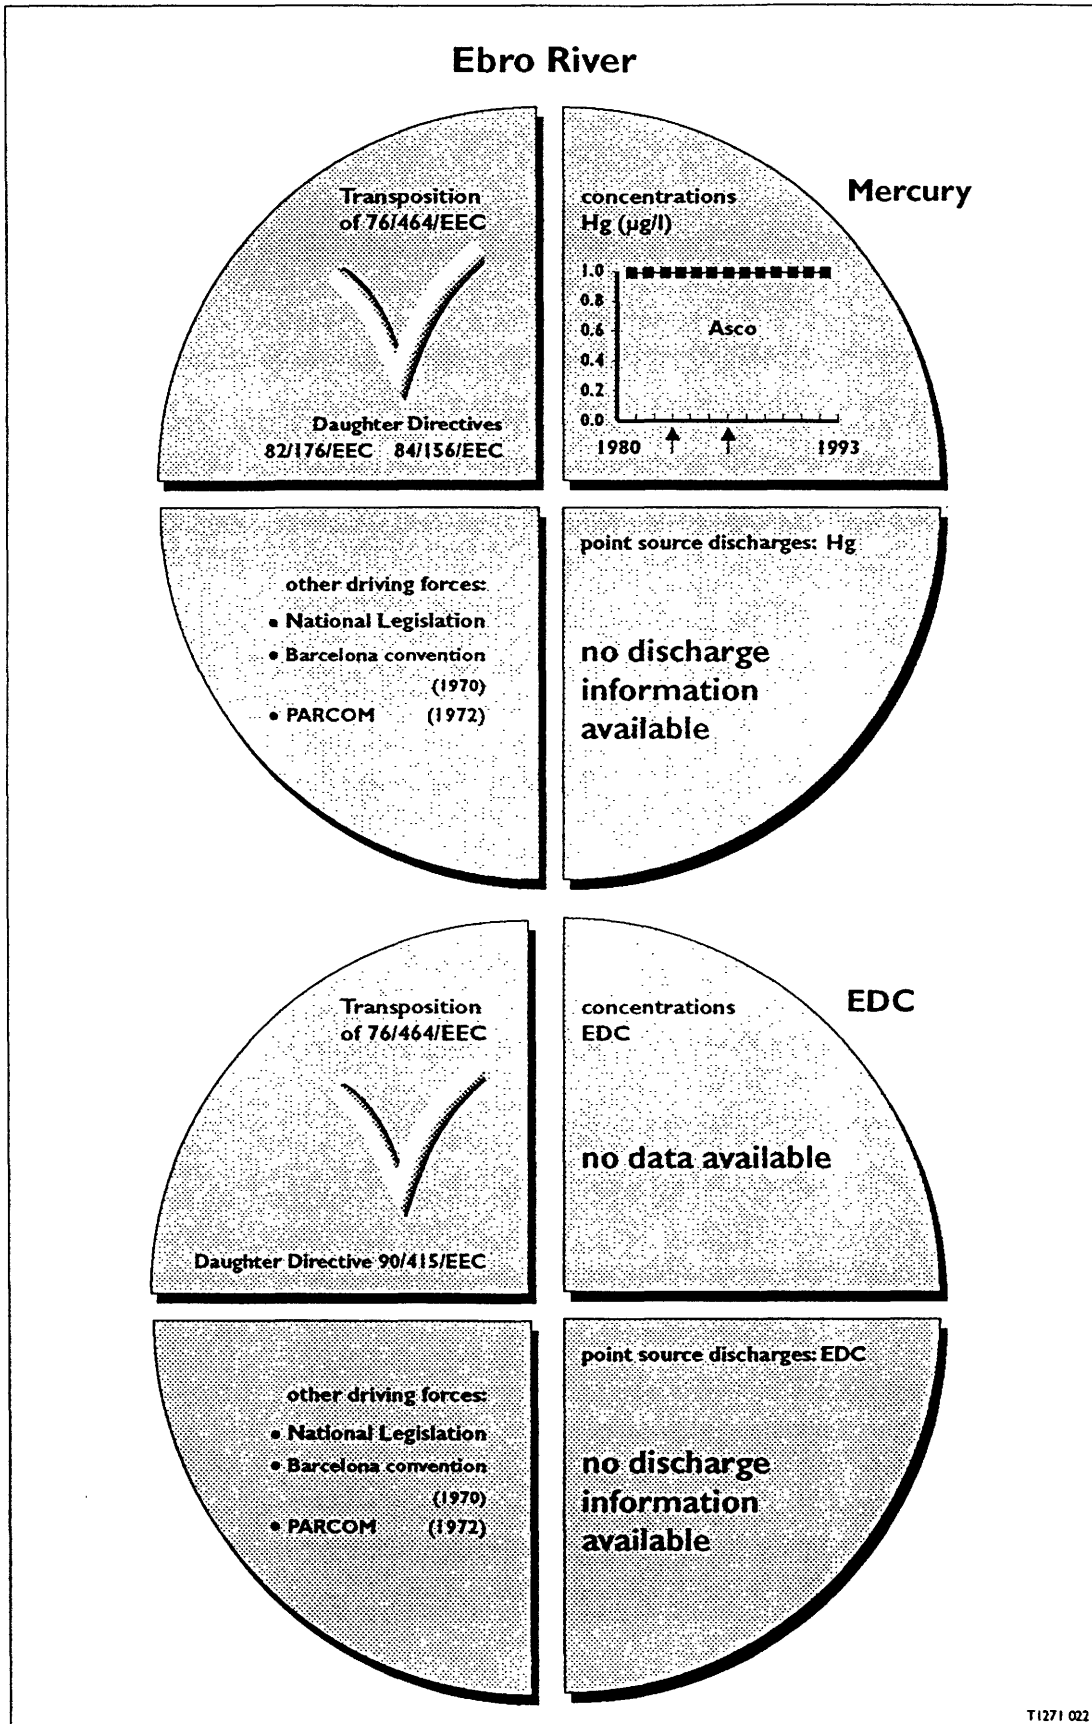 Ebro River
Mercury
Transposition
of 76/464/EEC
Daughter Directives
82/176/EEC 84/156/EEC
concentrations
Hg (µg/l)
1.0
0.8
0.6
0.4
0.2
0.0
Asco
1980
1993
other driving forces:
• National Legislation
• Barcelona convention
(1970)
• PARCOM (1972)
point source discharges: Hg
no discharge
information
available
EDC
Transposition
of 76/464/EEC
Daughter Directive 90/415/EEC
concentrations
EDC
no data available
other driving forces:
• National Legislation
• Barcelona convention
(1970)
• PARCOM (1972)
point source discharges: EDC
no discharge
information
available
T1271 022